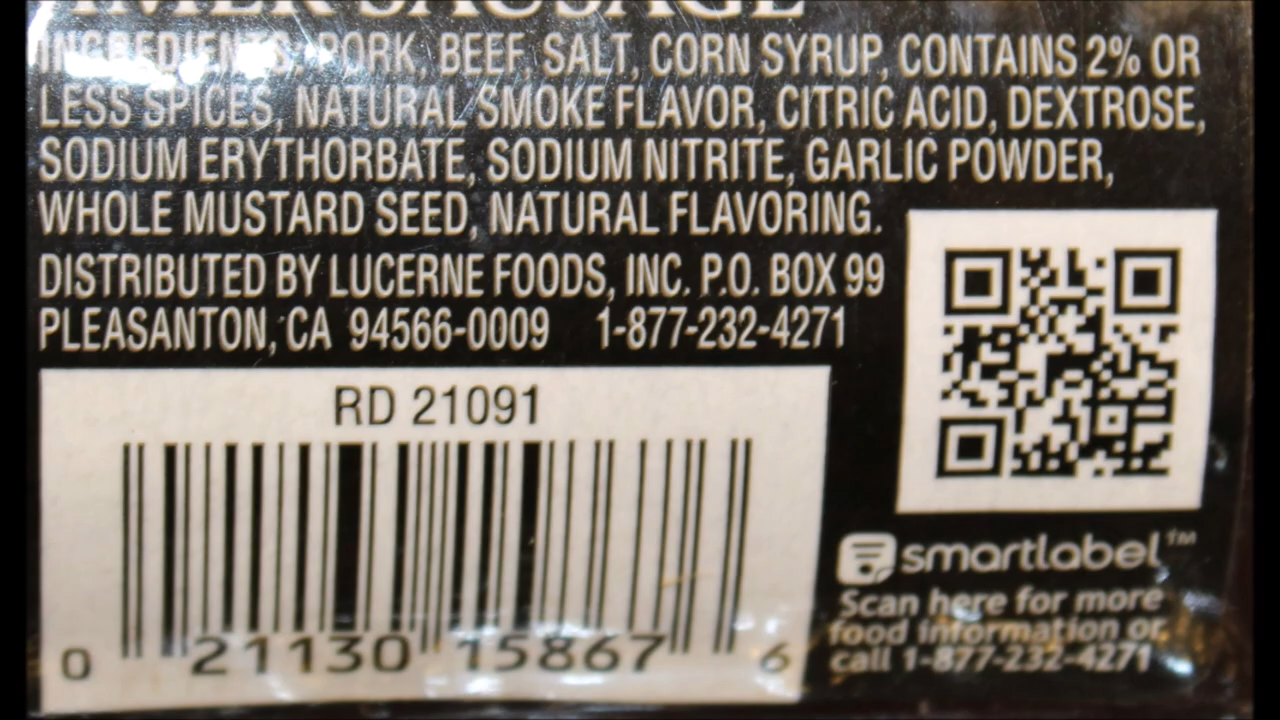 SAUSAGE
INGREDIENTS: PORK, BEEF, SALT, CORN SYRUP, CONTAINS 2% OR
LESS SPICES, NATURAL SMOKE FLAVOR, CITRIC ACID, DEXTROSE,
SODIUM ERYTHORBATE, SODIUM NITRITE, GARLIC POWDER,
WHOLE MUSTARD SEED, NATURAL FLAVORING.
DISTRIBUTED BY LUCERNE FOODS, INC. P.O. BOX 99
PLEASANTON, CA 94566-0009 1-877-232-4271
RD 21091
0 21130 15867 6
smartlabel™
Scan here for more
food information or
call 1-877-232-4271